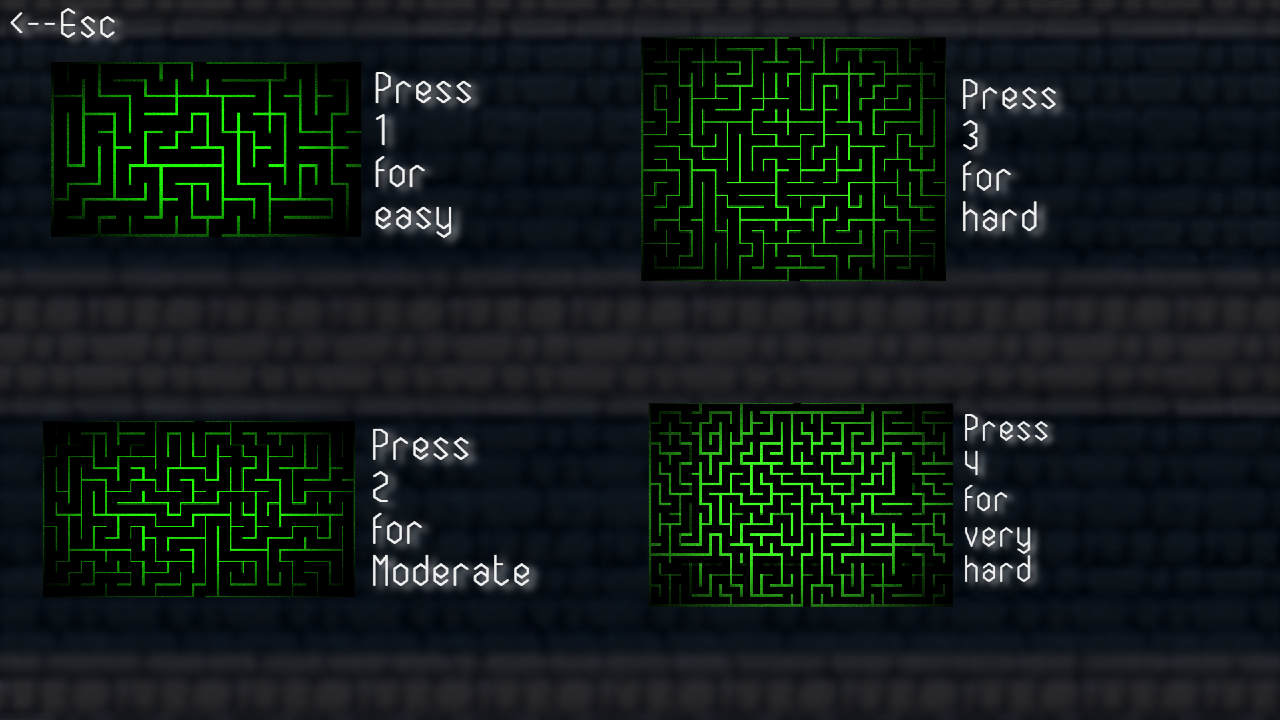 <--Esc
Press
1
for
easy
Press
3
for
hard
Press
2
for
Moderate
Press
4
for
very
hard